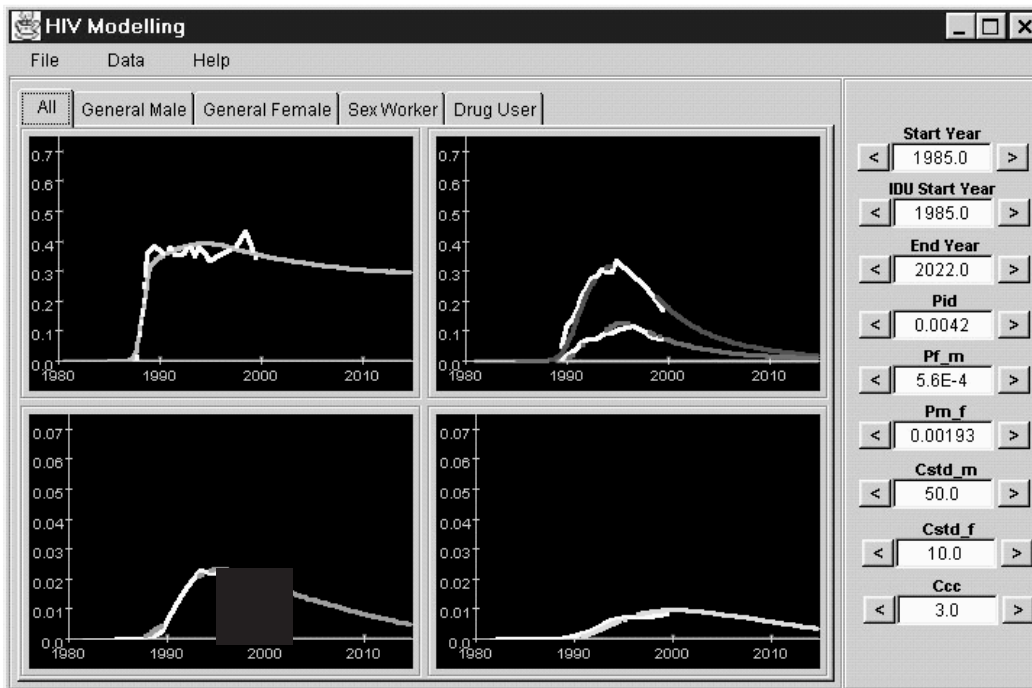 HIV Modelling
File Data Help
All General Male General Female Sex Worker Drug User
0.7
0.6
0.5
0.4
0.3
0.2
0.1
0.0
1980 1990 2000 2010
0.7
0.6
0.5
0.4
0.3
0.2
0.1
0.0
1980 1990 2000 2010
0.07
0.06
0.05
0.04
0.03
0.02
0.01
0.0
1980 1990 2000 2010
0.07
0.06
0.05
0.04
0.03
0.02
0.01
0.0
1980 1990 2000 2010
Start Year
< 1985.0 >
IDU Start Year
< 1985.0 >
End Year
< 2022.0 >
Pid
< 0.0042 >
Pf_m
< 5.6E-4 >
Pm_f
< 0.00193 >
Cstd_m
< 50.0 >
Cstd_f
< 10.0 >
Ccc
< 3.0 >